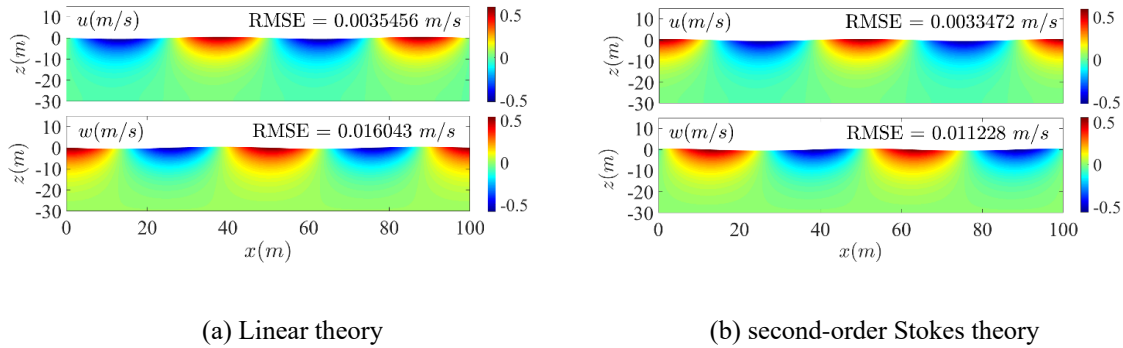 u(m/s) RMSE = 0.0035456 m/s
z(m)
10
0
-10
-20
-30
0.5
0
-0.5
w(m/s) RMSE = 0.016043 m/s
z(m)
10
0
-10
-20
-30
0.5
0
-0.5
0 20 40 60 80 100
x(m)
(a) Linear theory
u(m/s) RMSE = 0.0033472 m/s
z(m)
10
0
-10
-20
-30
0.5
0
-0.5
w(m/s) RMSE = 0.011228 m/s
z(m)
10
0
-10
-20
-30
0.5
0
-0.5
0 20 40 60 80 100
x(m)
(b) second-order Stokes theory